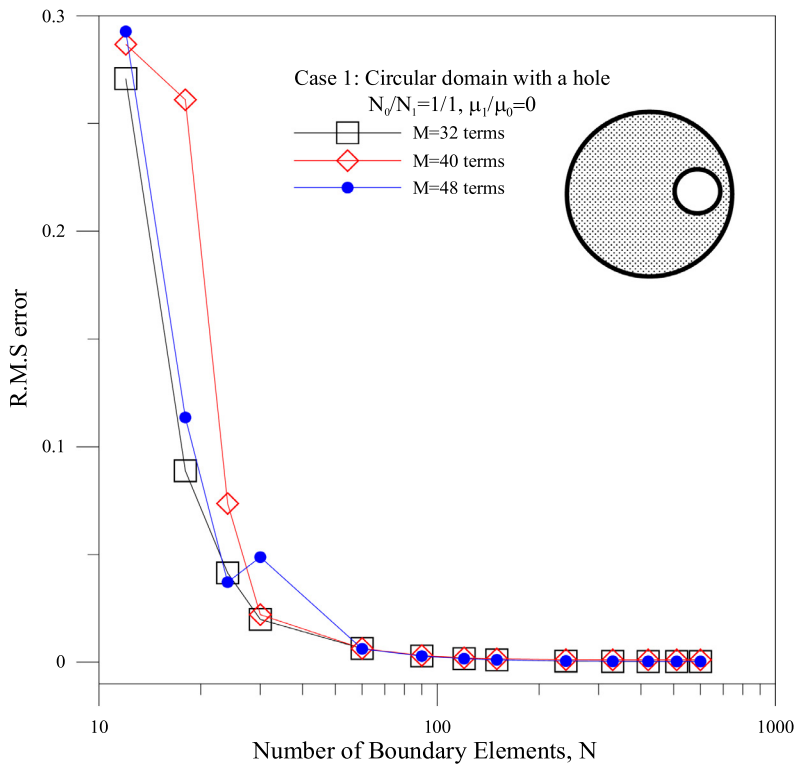 0.3
0.2
0.1
0
R.M.S error
Case 1: Circular domain with a hole
N₀/N₁=1/1, μ₁/μ₀=0
M=32 terms
M=40 terms
M=48 terms
10
100
1000
Number of Boundary Elements, N